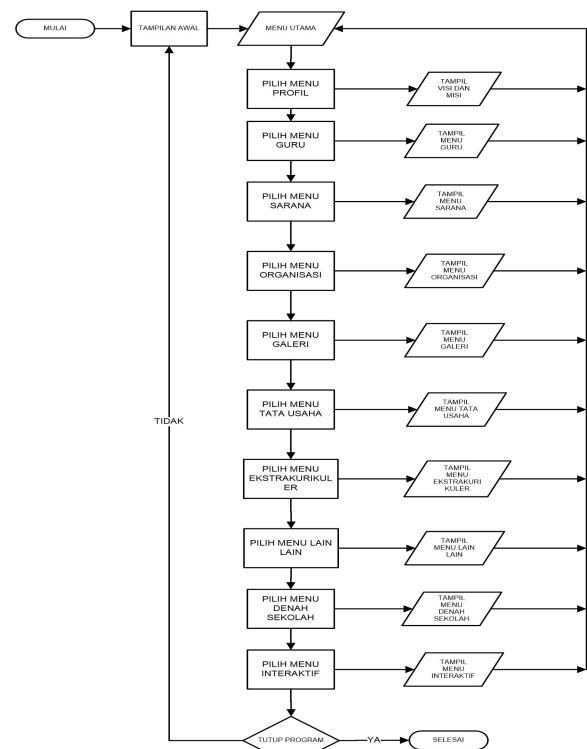 MULAI
TAMPILAN AWAL
MENU UTAMA
PILIH MENU
PROFIL
TAMPIL
VISI DAN
MISI
PILIH MENU
GURU
TAMPIL
MENU
GURU
PILIH MENU
SARANA
TAMPIL
MENU
SARANA
PILIH MENU
ORGANISASI
TAMPIL
MENU
ORGANISASI
PILIH MENU
GALERI
TAMPIL
MENU
GALERI
PILIH MENU
TATA USAHA
TAMPIL
MENU TATA
USAHA
TIDAK
PILIH MENU
EKSTRAKURIKUL
ER
TAMPIL
MENU
EKSTRAKURI
KULER
PILIH MENU LAIN
LAIN
TAMPIL
MENU LAIN
LAIN
PILIH MENU
DENAH
SEKOLAH
TAMPIL
MENU
DENAH
SEKOLAH
PILIH MENU
INTERAKTIF
TAMPIL
MENU
INTERAKTIF
TUTUP PROGRAM
YA
SELESAI